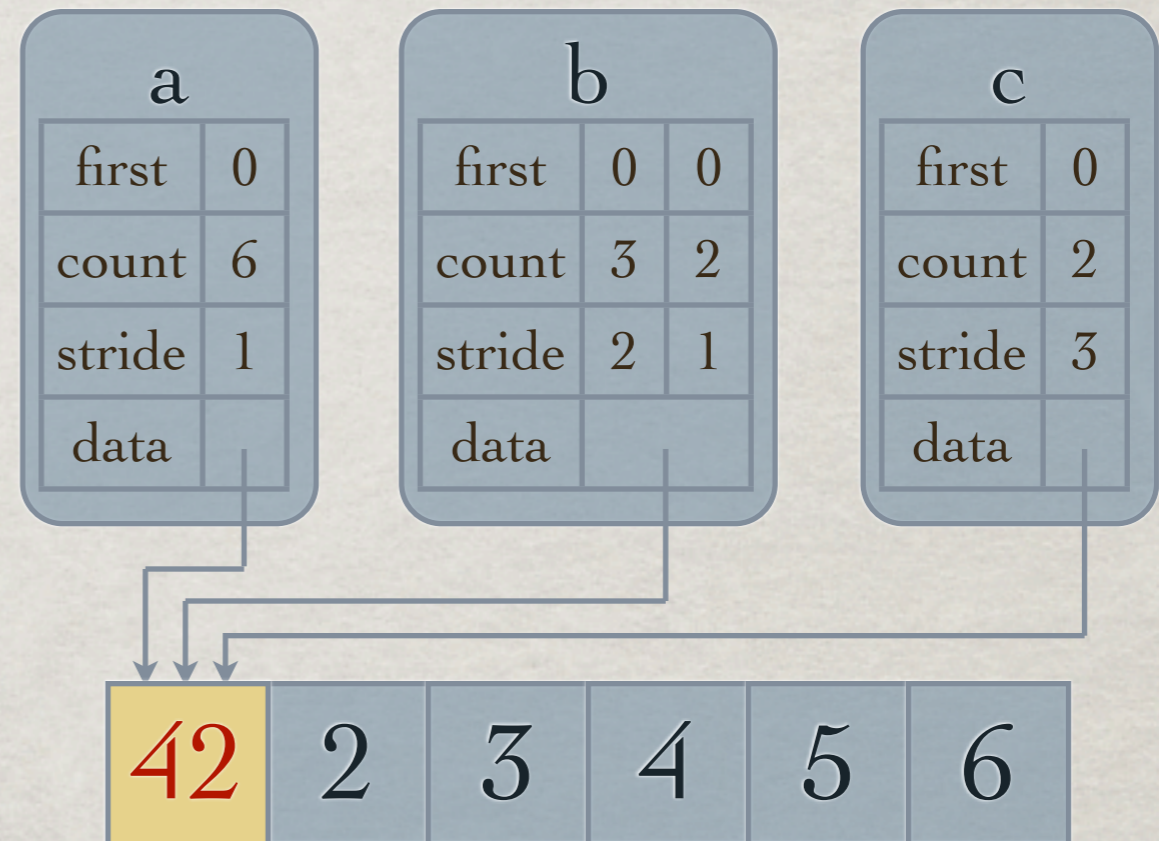 a
first 0
count 6
stride 1
data
b
first 0 0
count 3 2
stride 2 1
data
c
first 0
count 2
stride 3
data
42 2 3 4 5 6